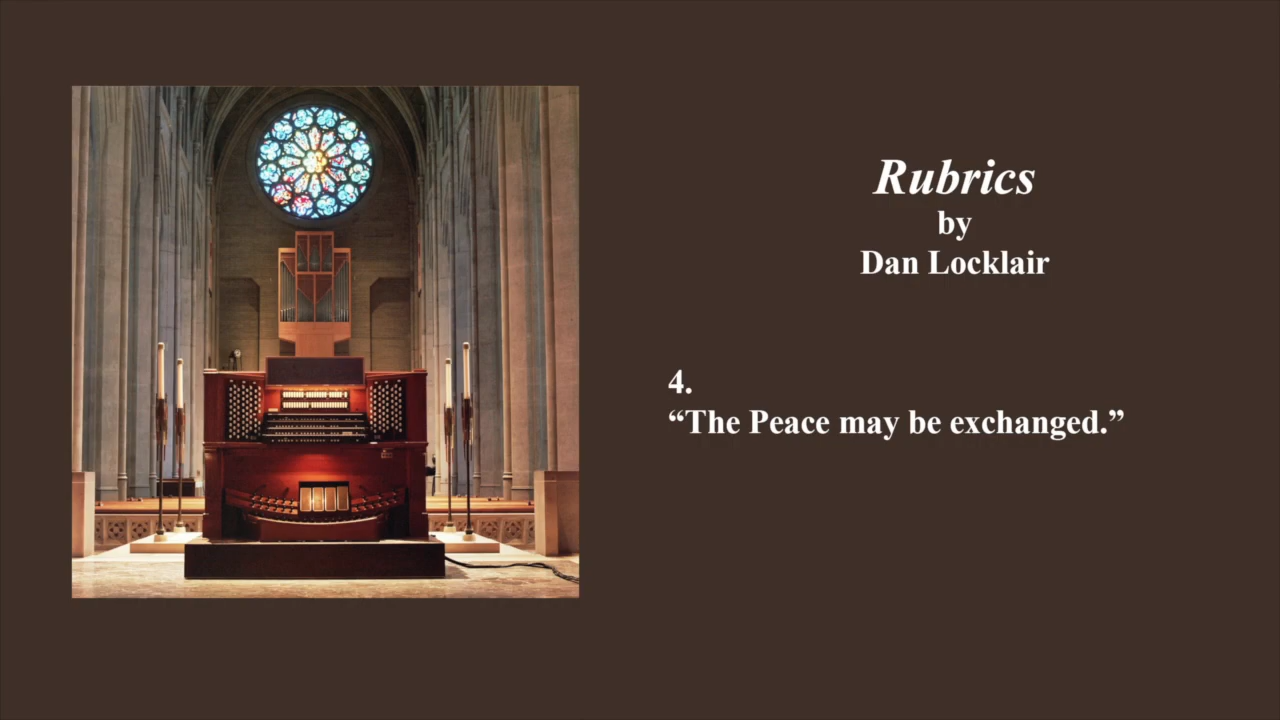 Rubrics
by
Dan Locklair
4.
“The Peace may be exchanged.”